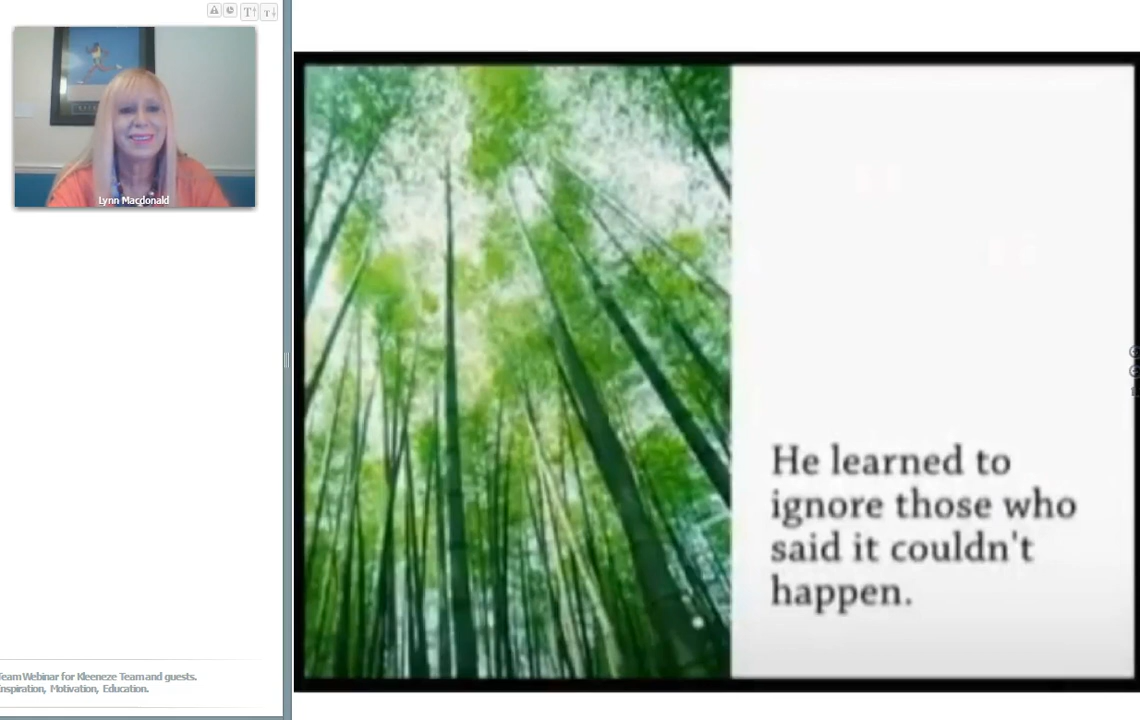 Lynn Macdonald
He learned to
ignore those who
said it couldn't
happen.
Team Webinar for Kleeneze Team and guests.
Inspiration, Motivation, Education.